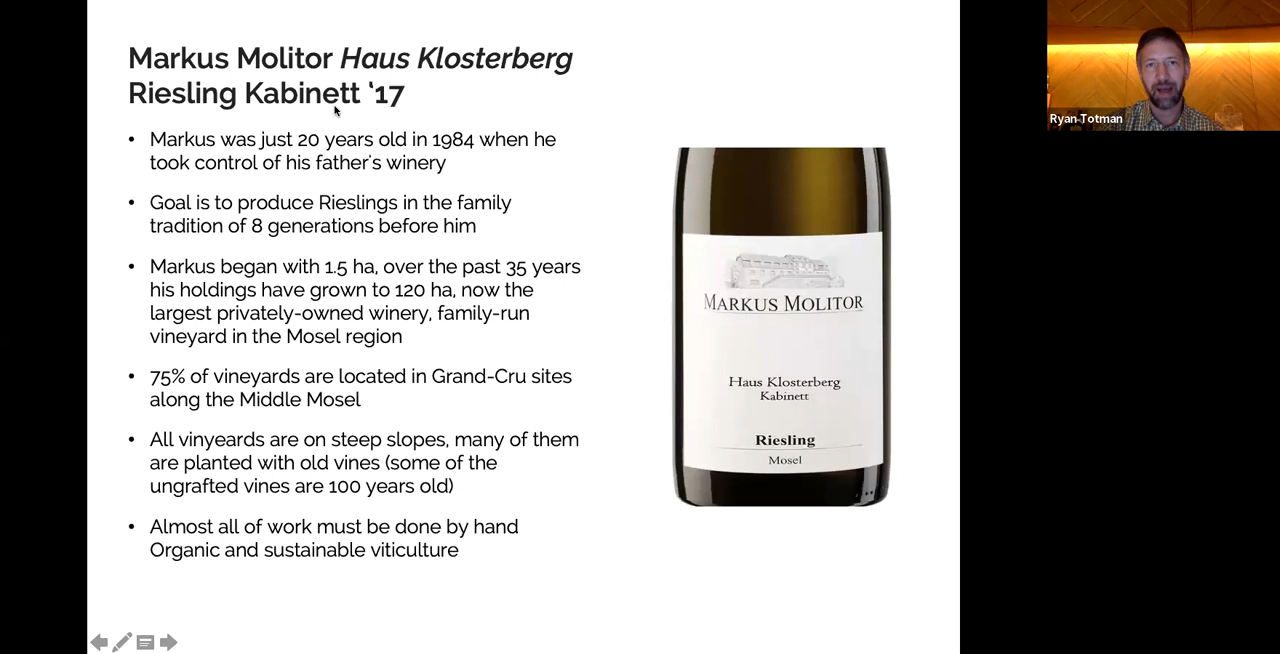 Markus Molitor Haus Klosterberg
Riesling Kabinett ‘17
• Markus was just 20 years old in 1984 when he
took control of his father's winery
• Goal is to produce Rieslings in the family
tradition of 8 generations before him
• Markus began with 1.5 ha, over the past 35 years
his holdings have grown to 120 ha, now the
largest privately-owned winery, family-run
vineyard in the Mosel region
• 75% of vineyards are located in Grand-Cru sites
along the Middle Mosel
• All vinyeards are on steep slopes, many of them
are planted with old vines (some of the
ungrafted vines are 100 years old)
• Almost all of work must be done by hand
Organic and sustainable viticulture
MARKUS MOLITOR
Haus Klosterberg
Kabinett
Riesling
Mosel
Ryan Totman